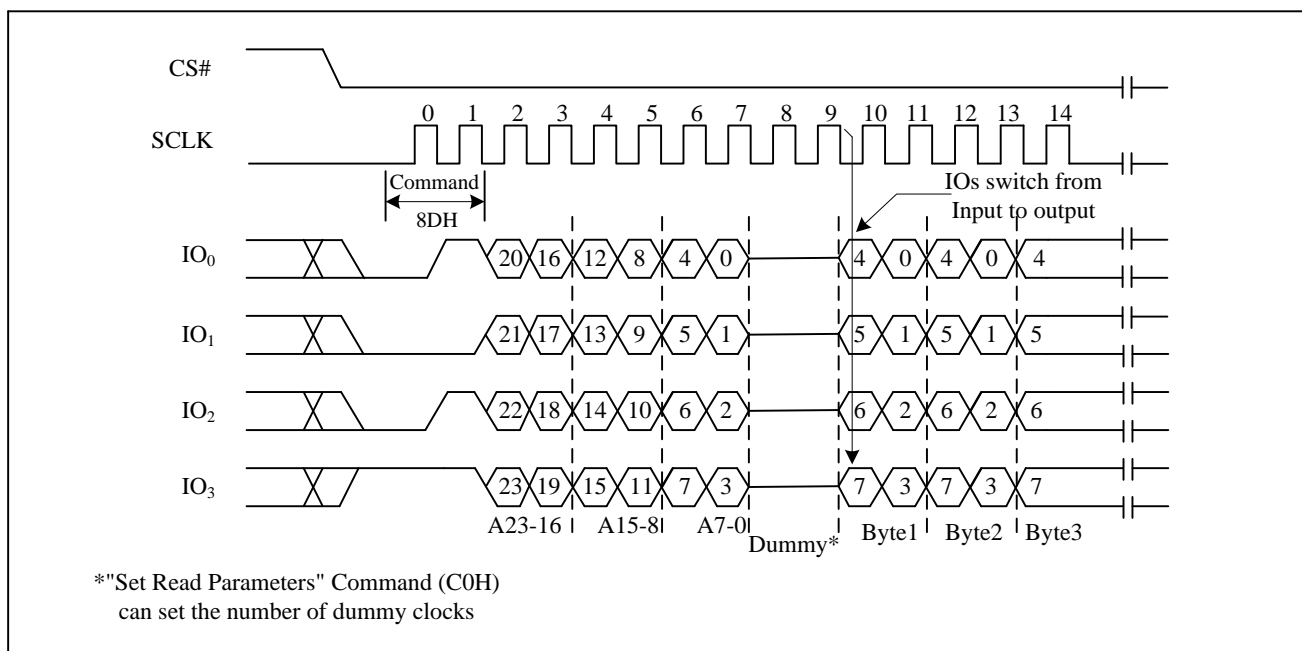 CS#
0 1 2 3 4 5 6 7 8 9 10 11 12 13 14
SCLK
Command
8DH
IOs switch from
Input to output
IO0 20 16 12 8 4 0 4 0 4 0 4
IO1 21 17 13 9 5 1 5 1 5 1 5
IO2 22 18 14 10 6 2 6 2 6 2 6
IO3 23 19 15 11 7 3 7 3 7 3 7
A23-16 A15-8 A7-0 Dummy* Byte1 Byte2 Byte3
*"Set Read Parameters" Command (C0H)
can set the number of dummy clocks